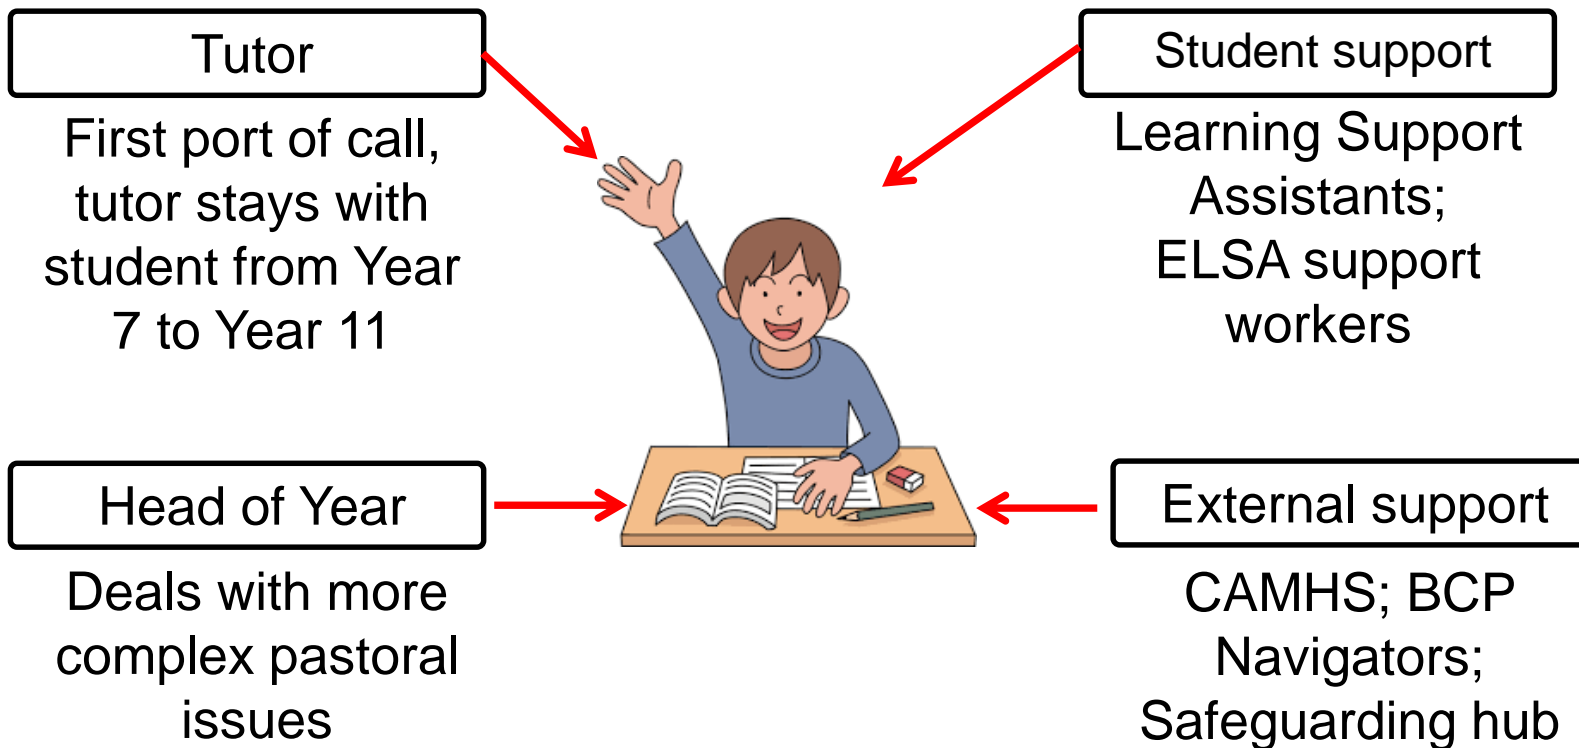 Tutor
First port of call,
tutor stays with
student from Year
7 to Year 11
Student support
Learning Support
Assistants;
ELSA support
workers
Head of Year
Deals with more
complex pastoral
issues
External support
CAMHS; BCP
Navigators;
Safeguarding hub